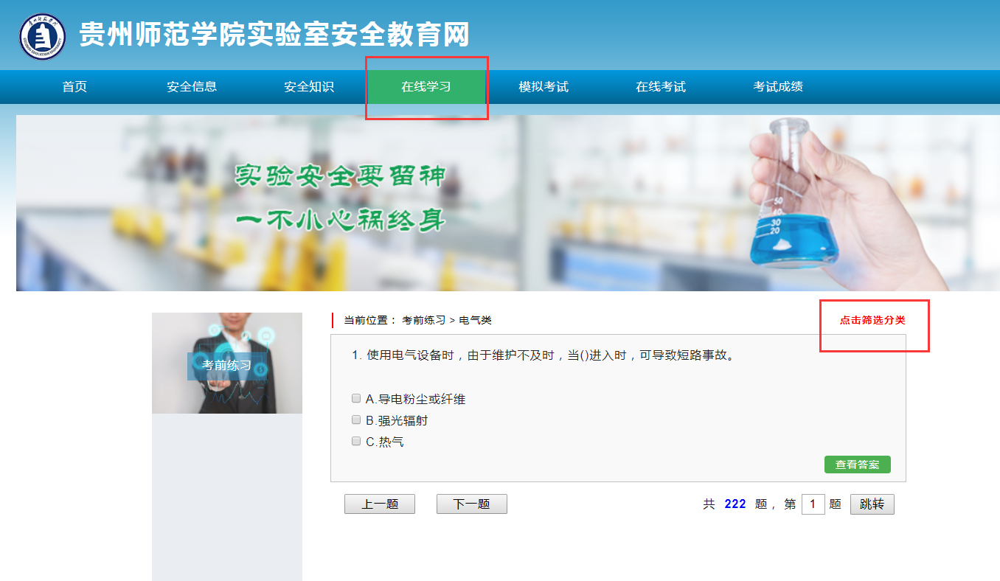 贵州师范学院实验室安全教育网
首页 安全信息 安全知识 在线学习 模拟考试 在线考试 考试成绩
实验安全要留神
一不小心祸终身
50
40
30
20
考前练习
当前位置： 考前练习 > 电气类
点击筛选分类
1. 使用电气设备时，由于维护不及时，当()进入时，可导致短路事故。
A.导电粉尘或纤维
B.强光辐射
C.热气
查看答案
上一题 下一题 共 222 题， 第 1 题 跳转